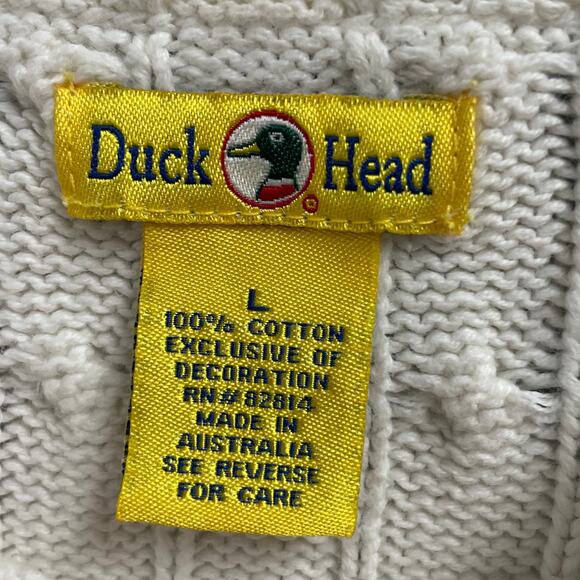 Duck Head
L
100% COTTON
EXCLUSIVE OF
DECORATION
RN# 82814
MADE IN
AUSTRALIA
SEE REVERSE
FOR CARE